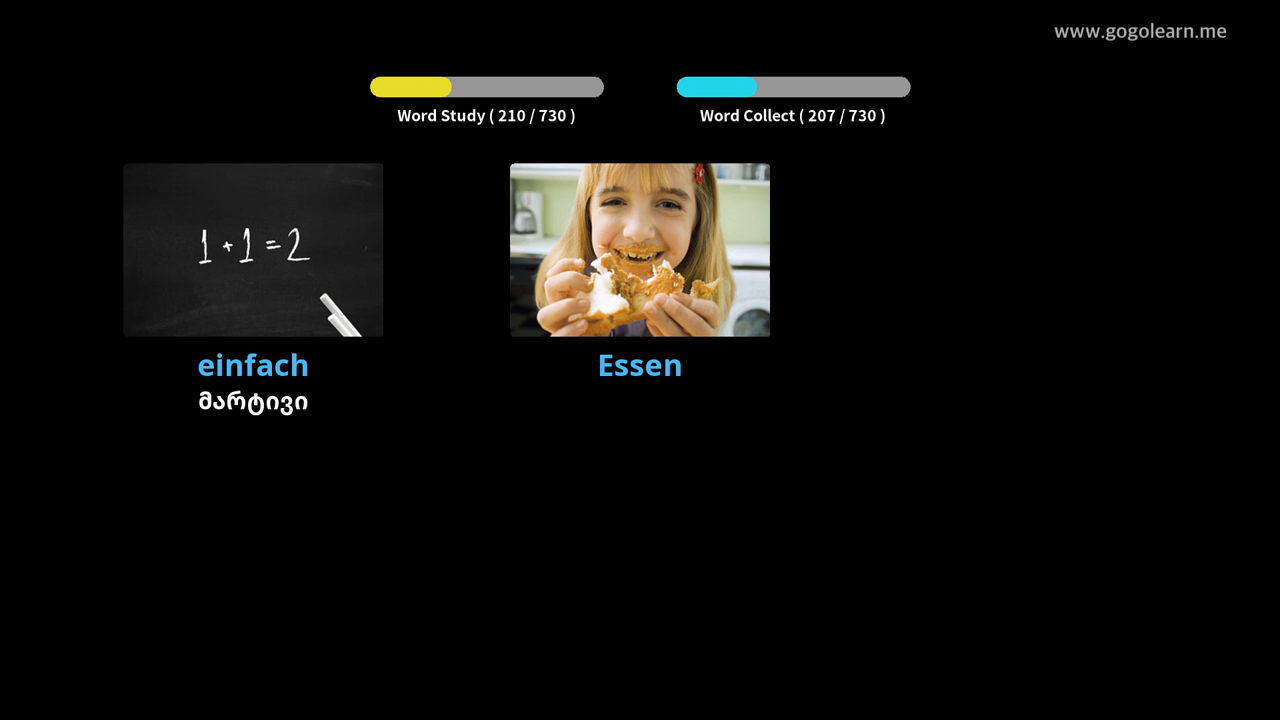 www.gogolearn.me
Word Study ( 210 / 730 )
Word Collect ( 207 / 730 )
1 + 1 = 2
einfach
Essen
მარტივი